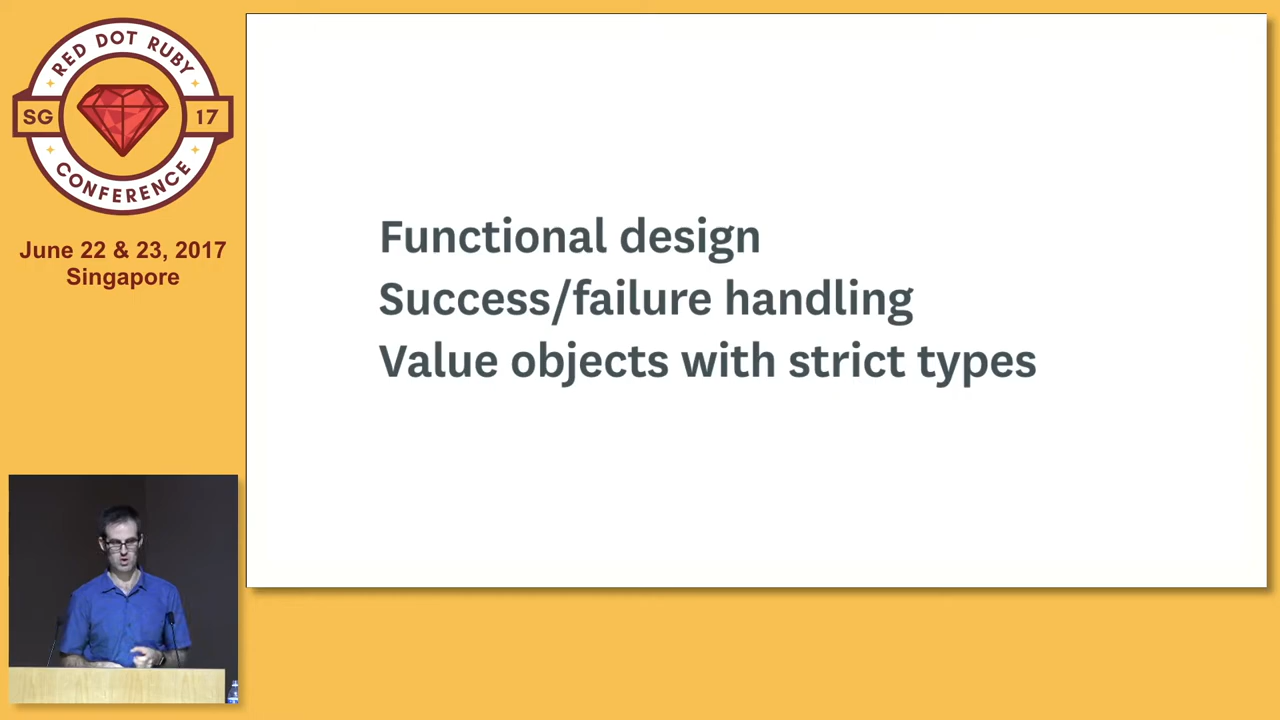 RED DOT RUBY
SG 17
CONFERENCE
June 22 & 23, 2017
Singapore
Functional design
Success/failure handling
Value objects with strict types